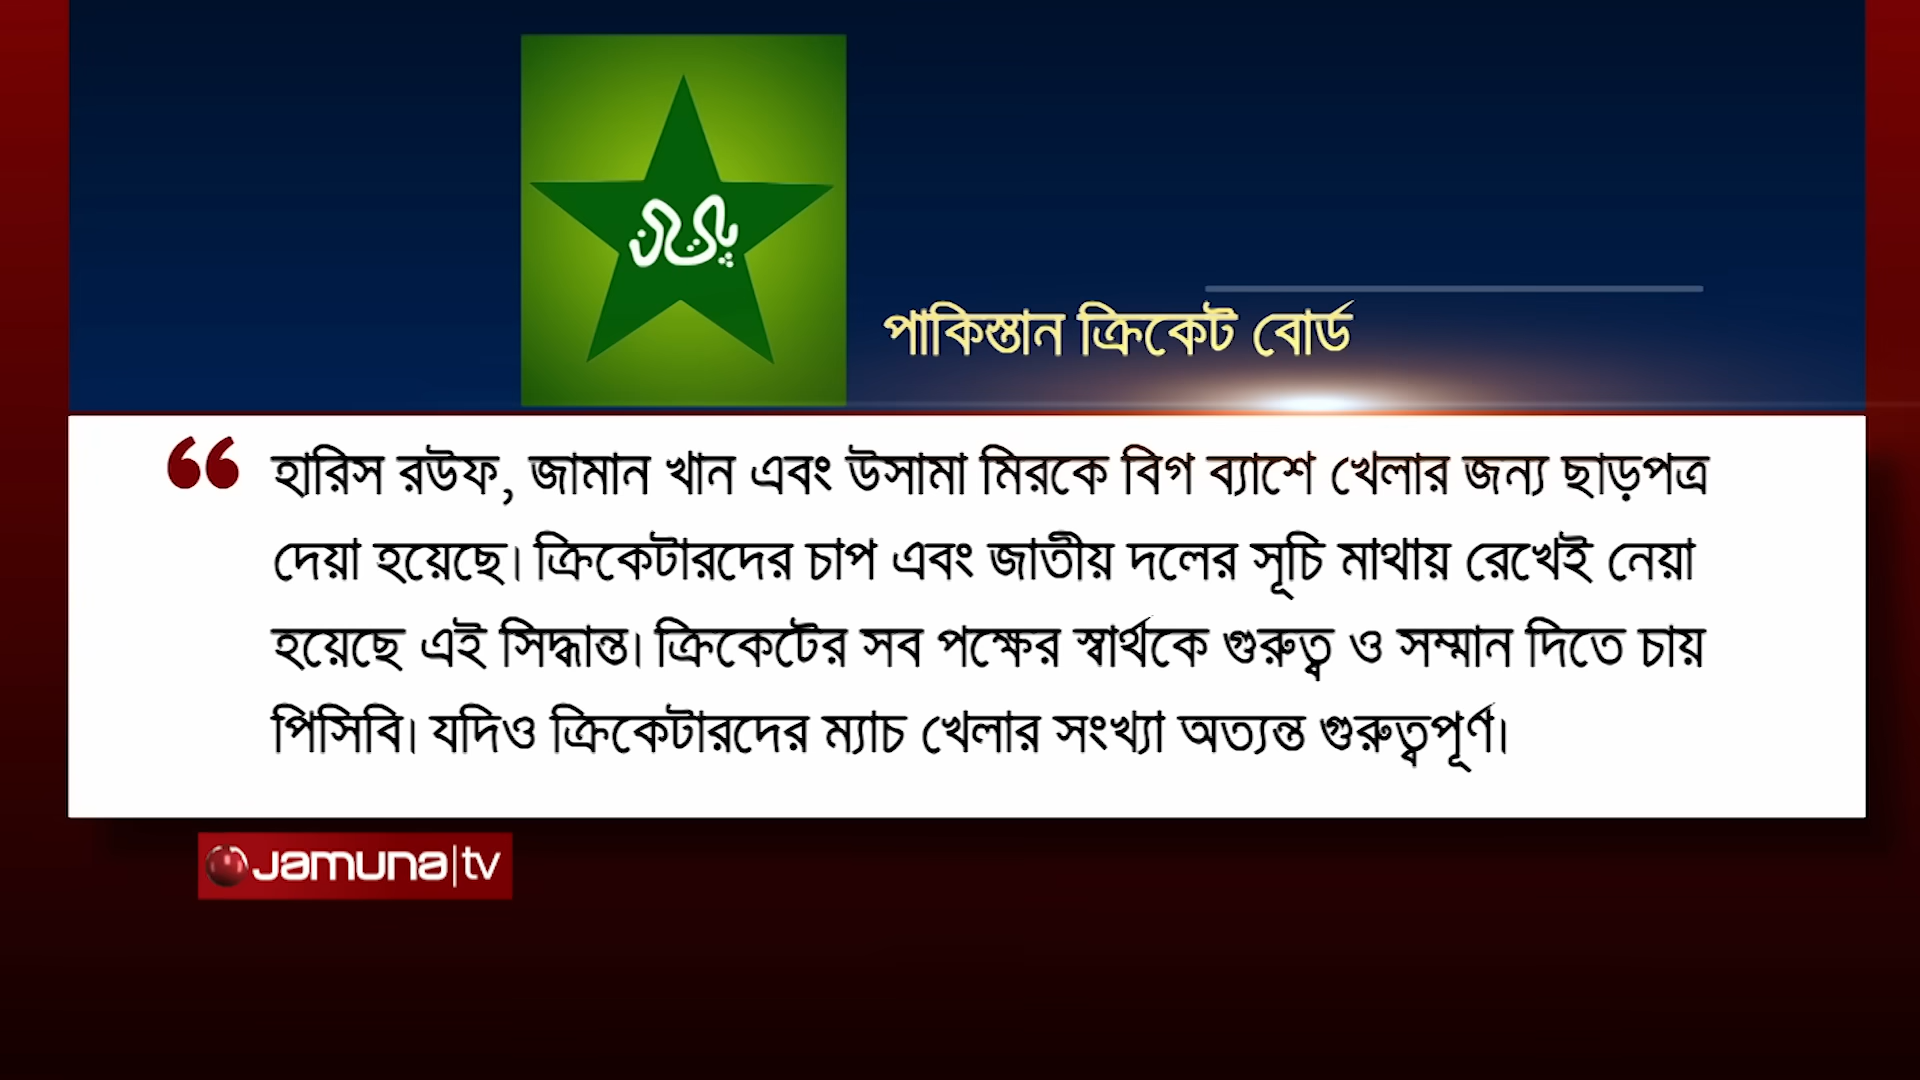 پاکستان
পাকিস্তান ক্রিকেট বোর্ড
“ হারিস রউফ, জামান খান এবং উসামা মিরকে বিগ ব্যাশে খেলার জন্য ছাড়পত্র
দেয়া হয়েছে। ক্রিকেটারদের চাপ এবং জাতীয় দলের সূচি মাথায় রেখেই নেয়া
হয়েছে এই সিদ্ধান্ত। ক্রিকেটের সব পক্ষের স্বার্থকে গুরুত্ব ও সম্মান দিতে চায়
পিসিবি। যদিও ক্রিকেটারদের ম্যাচ খেলার সংখ্যা অত্যন্ত গুরুত্বপূর্ণ।
Jamuna|tv